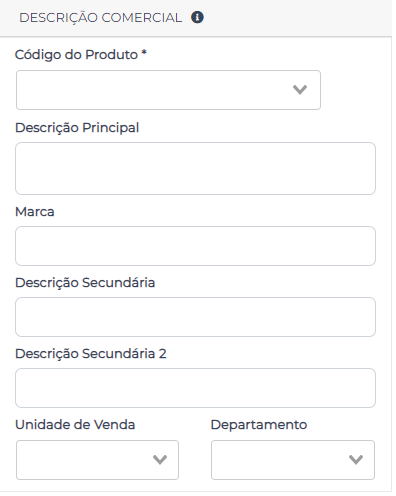 DESCRIÇÃO COMERCIAL
Código do Produto *
Descrição Principal
Marca
Descrição Secundária
Descrição Secundária 2
Unidade de Venda Departamento